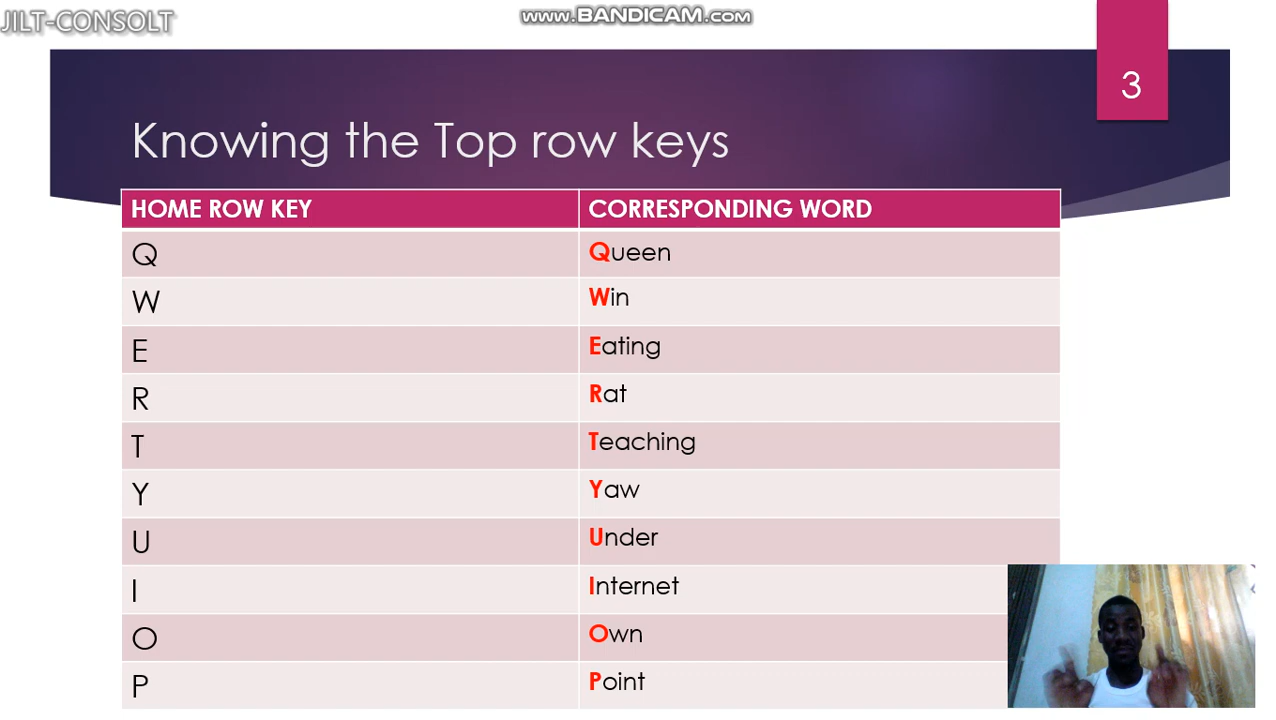 JILT-CONSOLT
www.BANDICAM.com
3
Knowing the Top row keys
HOME ROW KEY CORRESPONDING WORD
Q Queen
W Win
E Eating
R Rat
T Teaching
Y Yaw
U Under
I Internet
O Own
P Point